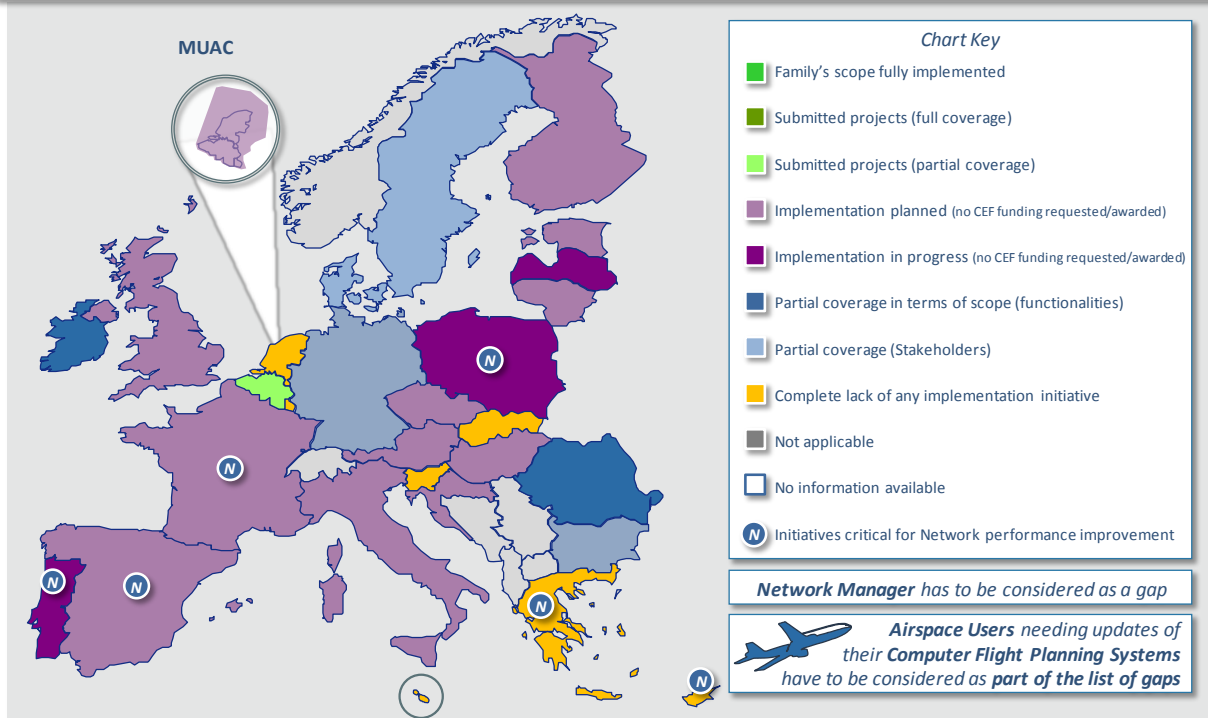 MUAC
N
N
N
N
N
N
Chart Key
Family's scope fully implemented
Submitted projects (full coverage)
Submitted projects (partial coverage)
Implementation planned (no CEF funding requested/awarded)
Implementation in progress (no CEF funding requested/awarded)
Partial coverage in terms of scope (functionalities)
Partial coverage (Stakeholders)
Complete lack of any implementation initiative
Not applicable
No information available
N Initiatives critical for Network performance improvement
Network Manager has to be considered as a gap
Airspace Users needing updates of
their Computer Flight Planning Systems
have to be considered as part of the list of gaps